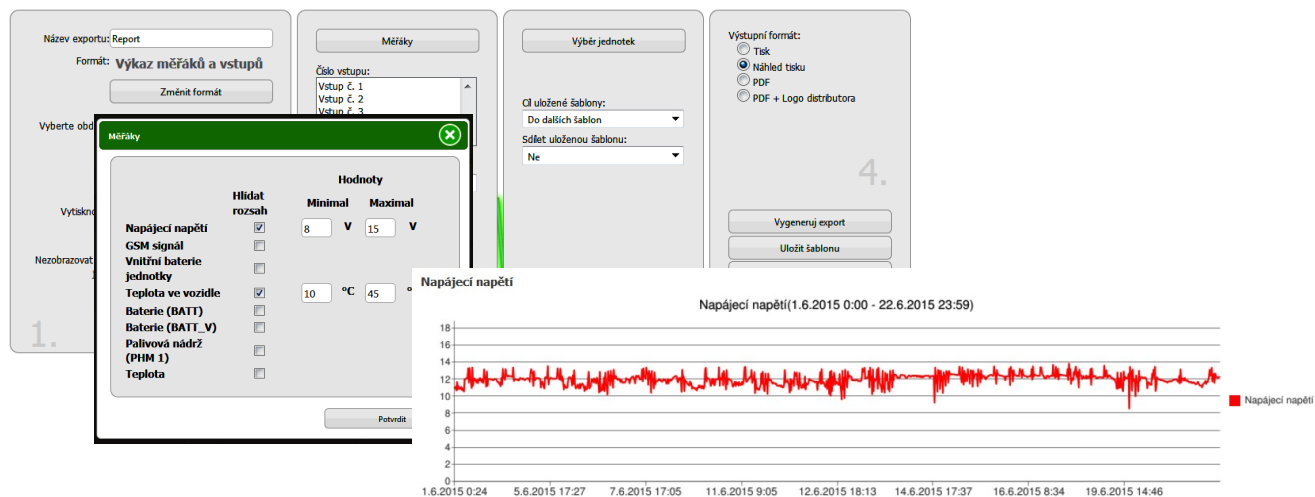 Název exportu:
Report
Formát:
Výkaz měřáků a vstupů
Změnit formát
Vyberte obd
Vytiskno
Nezobrazovat
1.
Měřáky
Číslo vstupu:
Vstup č. 1
Vstup č. 2
Vstup č. 3
Výběr jednotek
Cíl uložené šablony:
Do dalších šablon
Sdílet uloženou šablonu:
Ne
Výstupní formát:
Tisk
Náhled tisku
PDF
PDF + Logo distributora
4.
Vygeneruj export
Uložit šablonu
Měřáky
Hodnoty
Hlídat rozsah
Minimal Maximal
Napájecí napětí 8 V 15 V
GSM signál
Vnitřní baterie
jednotky
Teplota ve vozidle 10 °C 45 °
Baterie (BATT)
Baterie (BATT_V)
Palivová nádrž
(PHM 1)
Teplota
Potvrdit
Napájecí napětí
Napájecí napětí(1.6.2015 0:00 - 22.6.2015 23:59)
18
16
14
12
10
8
6
4
2
0
1.6.2015 0:24 5.6.2015 17:27 7.6.2015 17:05 11.6.2015 9:05 12.6.2015 18:13 14.6.2015 17:37 16.6.2015 8:34 19.6.2015 14:46
Napájecí napětí